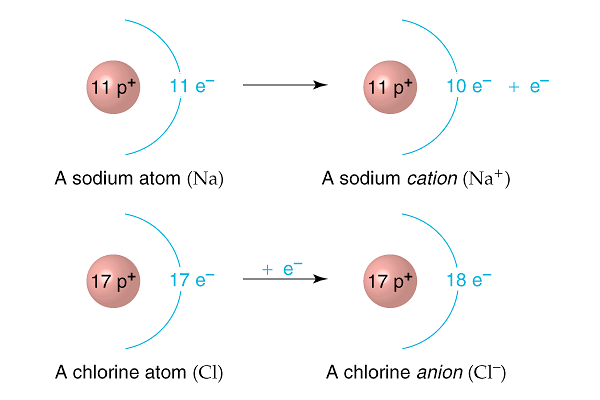 11 p⁺ 11 e⁻ 11 p⁺ 10 e⁻ + e⁻
A sodium atom (Na) A sodium cation (Na⁺)
+ e⁻
17 p⁺ 17 e⁻ 17 p⁺ 18 e⁻
A chlorine atom (Cl) A chlorine anion (Cl⁻)